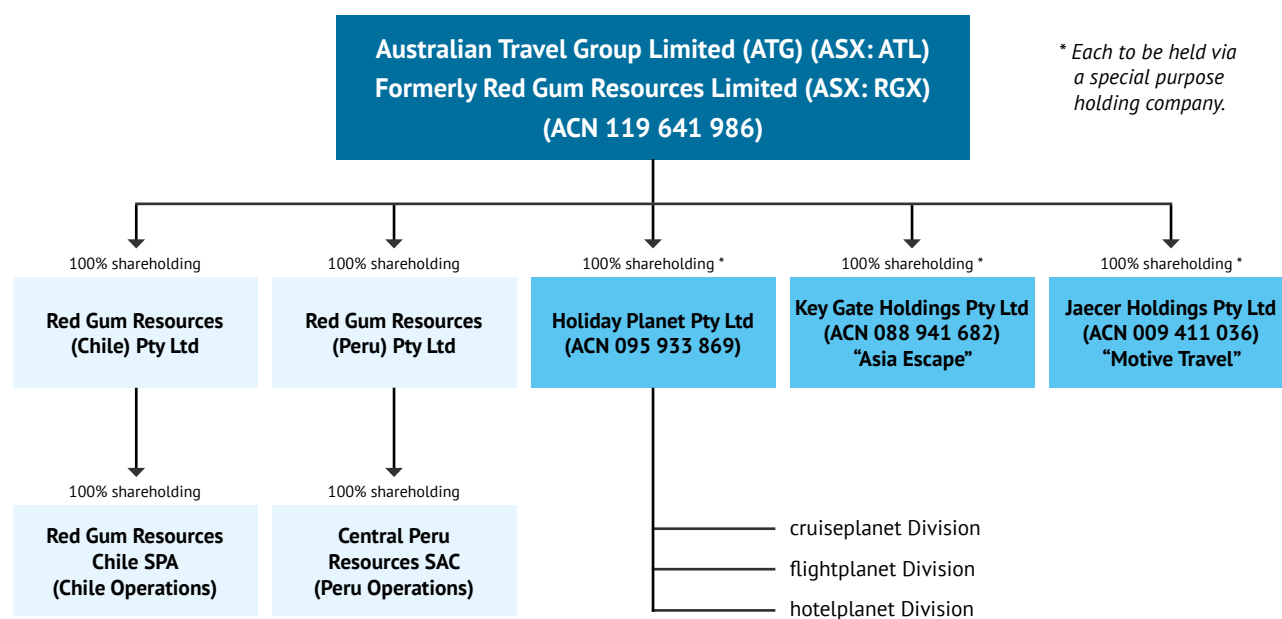 Australian Travel Group Limited (ATG) (ASX: ATL)
Formerly Red Gum Resources Limited (ASX: RGX)
(ACN 119 641 986)
* Each to be held via
a special purpose
holding company.
100% shareholding
Red Gum Resources
(Chile) Pty Ltd
100% shareholding
Red Gum Resources
(Peru) Pty Ltd
100% shareholding *
Holiday Planet Pty Ltd
(ACN 095 933 869)
100% shareholding *
Key Gate Holdings Pty Ltd
(ACN 088 941 682)
“Asia Escape”
100% shareholding *
Jaecer Holdings Pty Ltd
(ACN 009 411 036)
“Motive Travel”
100% shareholding
Red Gum Resources
Chile SPA
(Chile Operations)
100% shareholding
Central Peru
Resources SAC
(Peru Operations)
cruiseplanet Division
flightplanet Division
hotelplanet Division